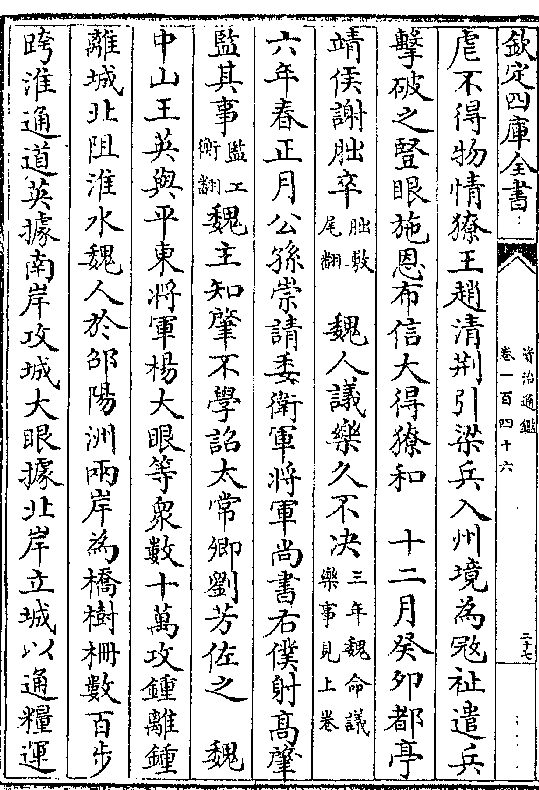 欽定四庫全書
資治通鑑
卷一百四十六
二十七
虐不得物情獠王趙清荆引梁兵入州境為寇祉遣兵
擊破之豎眼施恩布信大得獠和　十二月癸卯都亭
靖侯謝朏卒朏敷尾翻　魏人議樂久不決三年魏命議樂事見上卷
六年春正月公孫崇請委衛軍將軍尚書右僕射髙肇
監其事監工衘翻魏主知肇不學詔太常卿劉芳佐之　魏
中山王英與平東將軍楊大眼等衆數十萬攻鍾離鍾
離城北阻淮水魏人於邵陽洲兩岸為橋樹柵數百步
跨淮通道英據南岸攻城大眼據北岸立城以通糧運